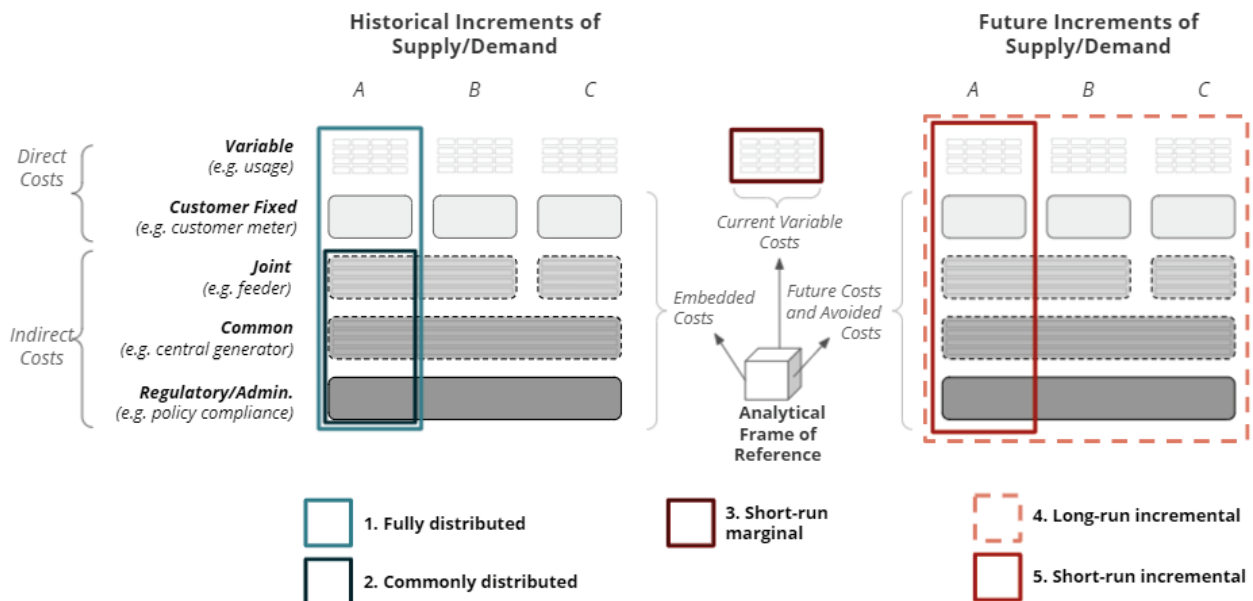 Historical Increments of
Supply/Demand
Future Increments of
Supply/Demand
A
B
C
A
B
C
Direct
Costs
Variable
(e.g. usage)
Customer Fixed
(e.g. customer meter)
Current Variable
Costs
Joint
(e.g. feeder)
Indirect
Costs
Common
(e.g. central generator)
Embedded
Costs
Future Costs
and Avoided
Costs
Regulatory/Admin.
(e.g. policy compliance)
Analytical
Frame of
Reference
1. Fully distributed
2. Commonly distributed
3. Short-run
marginal
4. Long-run incremental
5. Short-run incremental